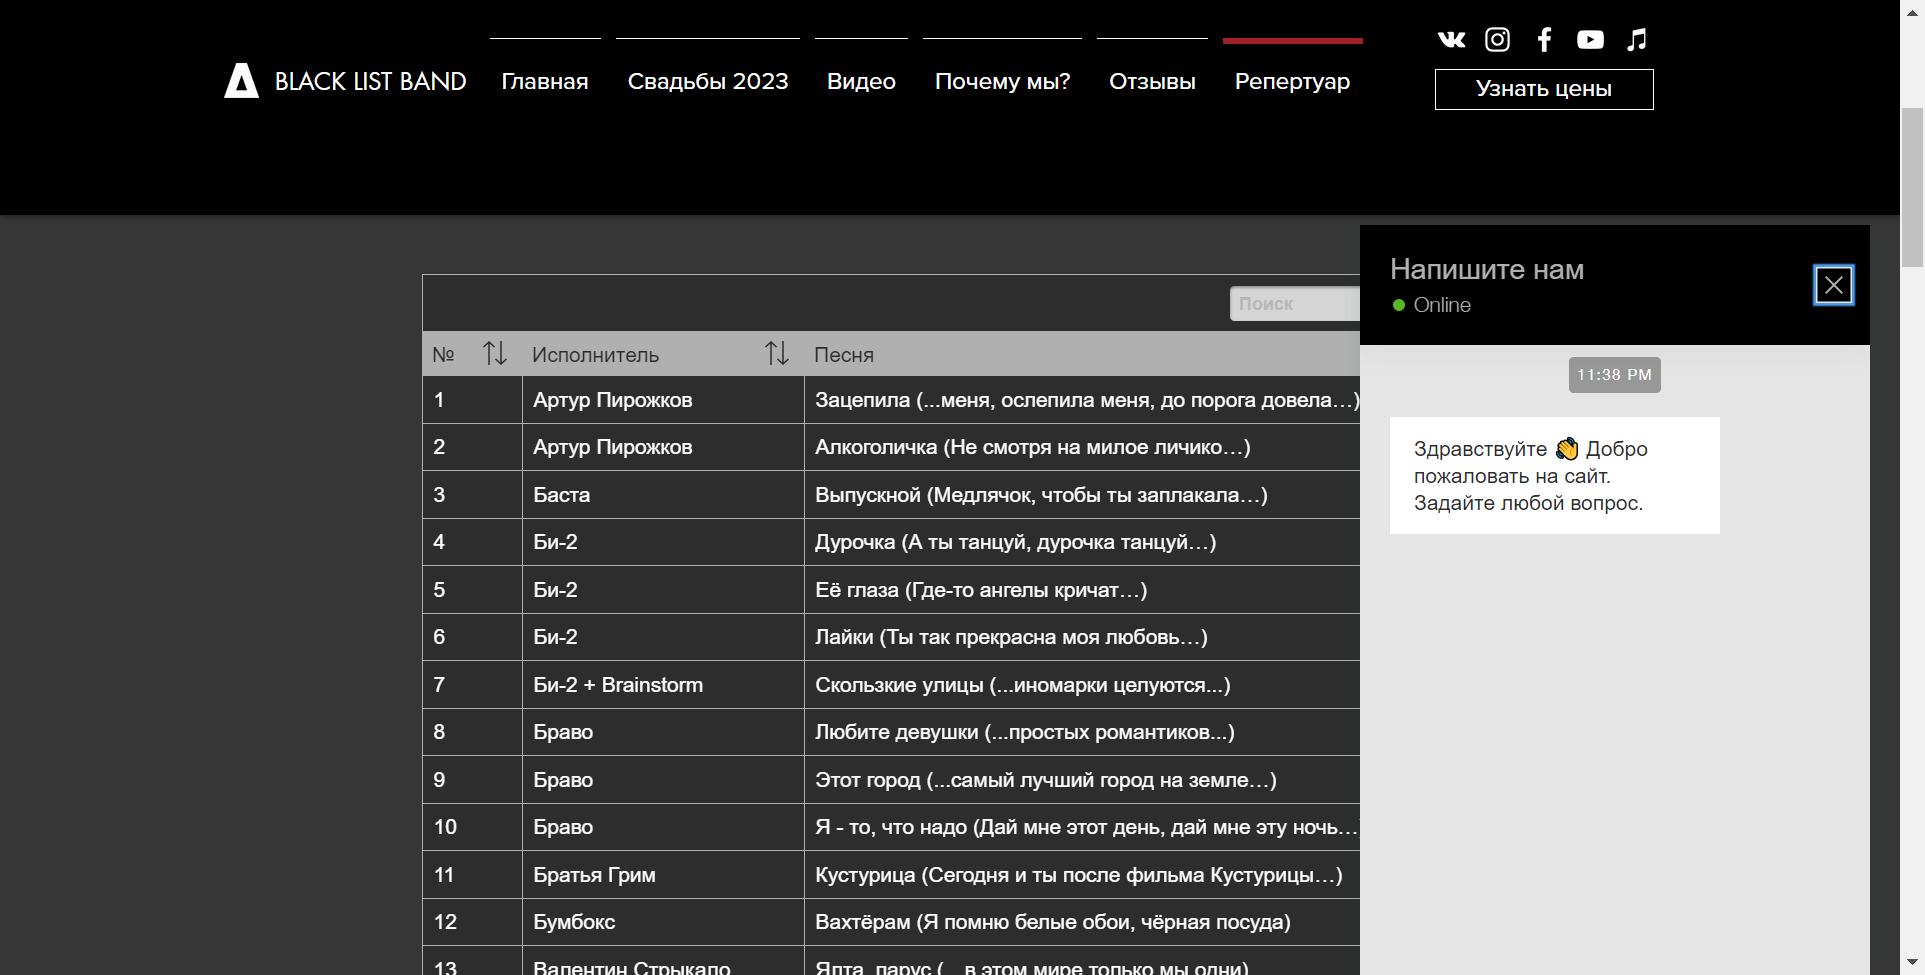 BLACK LIST BAND
Главная
Свадьбы 2023
Видео
Почему мы?
Отзывы
Репертуар
Узнать цены
Поиск
№ Исполнитель Песня
1 Артур Пирожков Зацепила (...меня, ослепила меня, до порога довела...)
2 Артур Пирожков Алкоголичка (Не смотря на милое личико...)
3 Баста Выпускной (Медлячок, чтобы ты заплакала...)
4 Би-2 Дурочка (А ты танцуй, дурочка танцуй...)
5 Би-2 Её глаза (Где-то ангелы кричат...)
6 Би-2 Лайки (Ты так прекрасна моя любовь...)
7 Би-2 + Brainstorm Скользкие улицы (...иномарки целуются...)
8 Браво Любите девушки (...простых романтиков...)
9 Браво Этот город (...самый лучший город на земле...)
10 Браво Я - то, что надо (Дай мне этот день, дай мне эту ночь...
11 Братья Грим Кустурица (Сегодня и ты после фильма Кустурицы...)
12 Бумбокс Вахтёрам (Я помню белые обои, чёрная посуда)
13 Валентин Стрыкало Ялта, парус (... в этом мире только мы одни)
Напишите нам
Online
11:38 PM
Здравствуйте 👏 Добро
пожаловать на сайт.
Задайте любой вопрос.